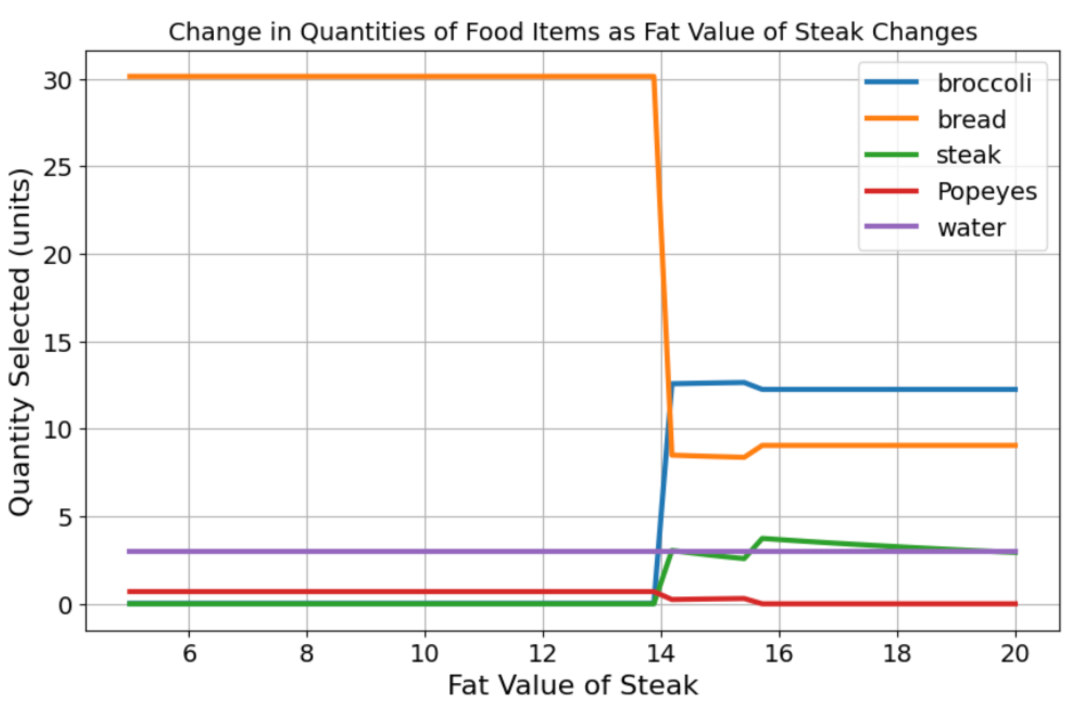 Change in Quantities of Food Items as Fat Value of Steak Changes
Quantity Selected (units)
30
25
20
15
10
5
0
broccoli
bread
steak
Popeyes
water
6 8 10 12 14 16 18 20
Fat Value of Steak